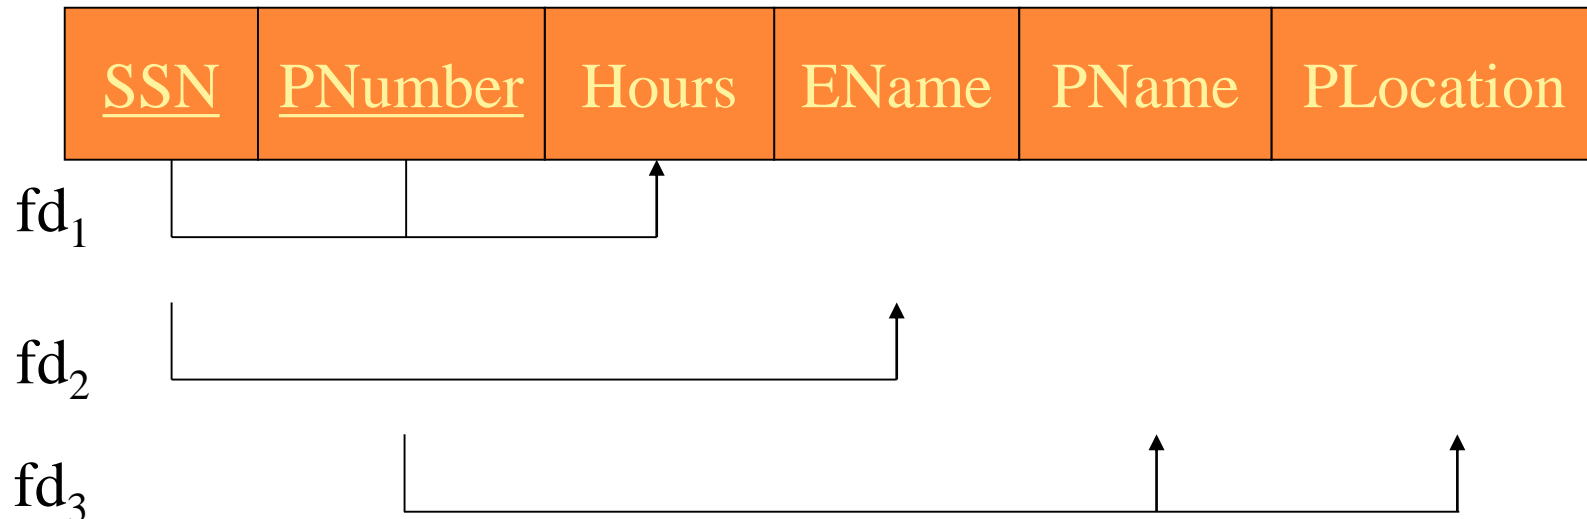 SSN PNumber Hours EName PName PLocation
fd₁
fd₂
fd₃